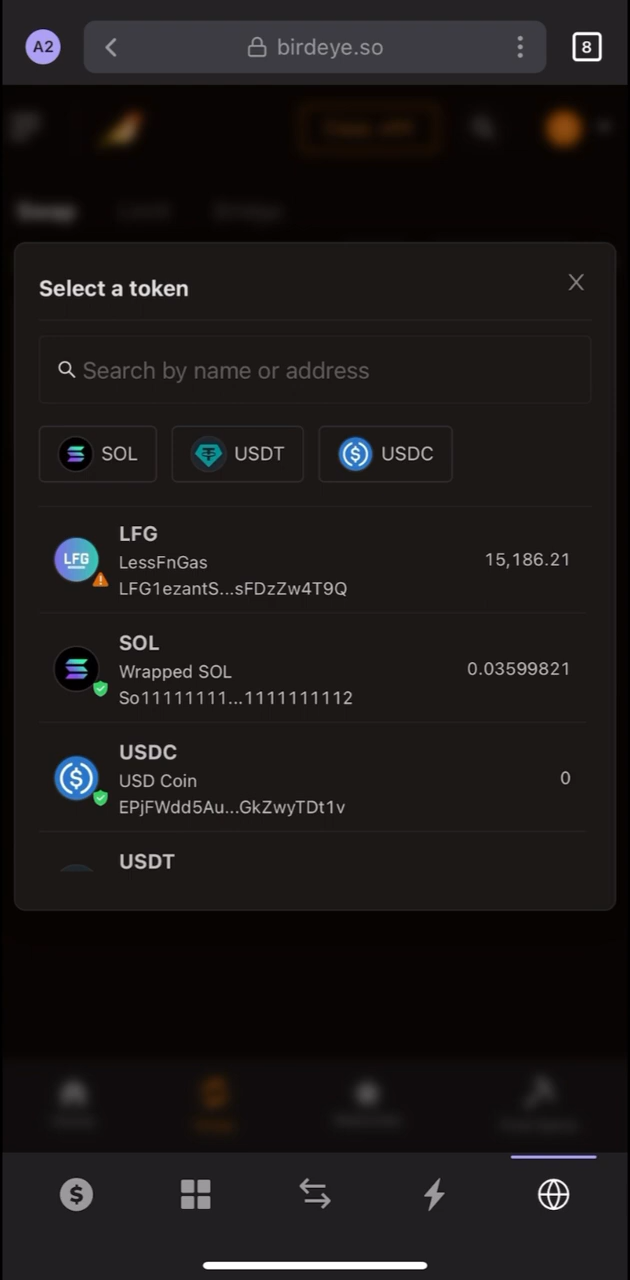 A2
birdeye.so
8
Swap
Select a token
Search by name or address
SOL
USDT
USDC
LFG
LFG
LessFnGas
15,186.21
LFG1ezantS...sFDzZw4T9Q
SOL
Wrapped SOL
0.03599821
So11111111...1111111112
USDC
USD Coin
0
EPjFWdd5Au...GkZwyTDt1v
USDT